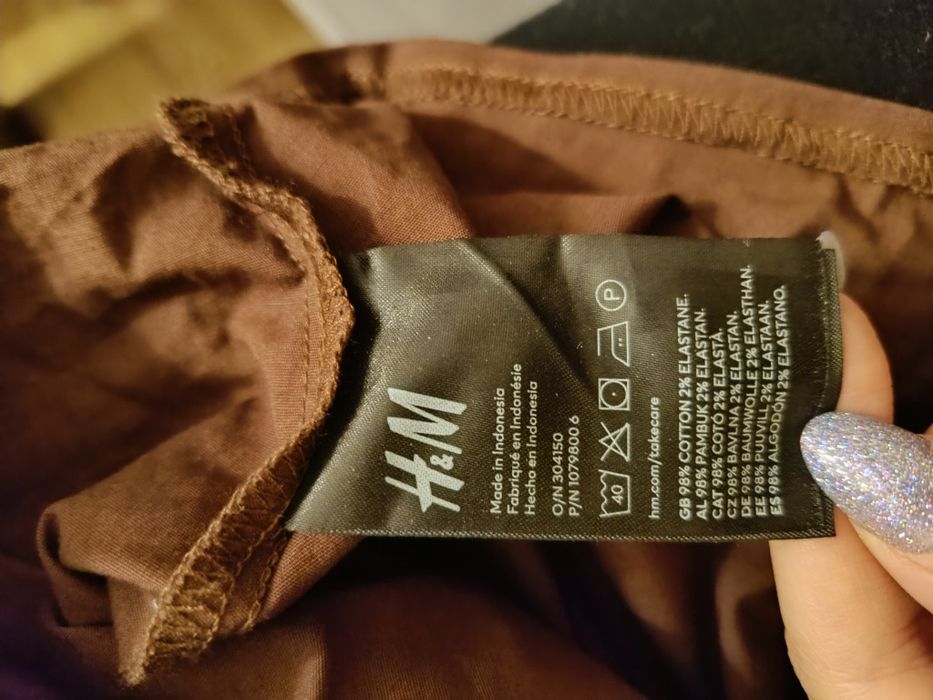 H&M
Made in Indonesia
Fabriqué en Indonésie
Hecho en Indonesia
O/N 304150
P/N 1079800 6
40
P
hm.com/takecare
GB 98% COTTON 2% ELASTANE.
AL 98% PAMBUK 2% ELASTAN.
CAT 98% COTÓ 2% ELASTÀ.
CZ 98% BAVLNA 2% ELASTAN.
DE 98% BAUMWOLLE 2% ELASTHAN.
EE 98% PUUVILL 2% ELASTAAN.
ES 98% ALGODÓN 2% ELASTANO.